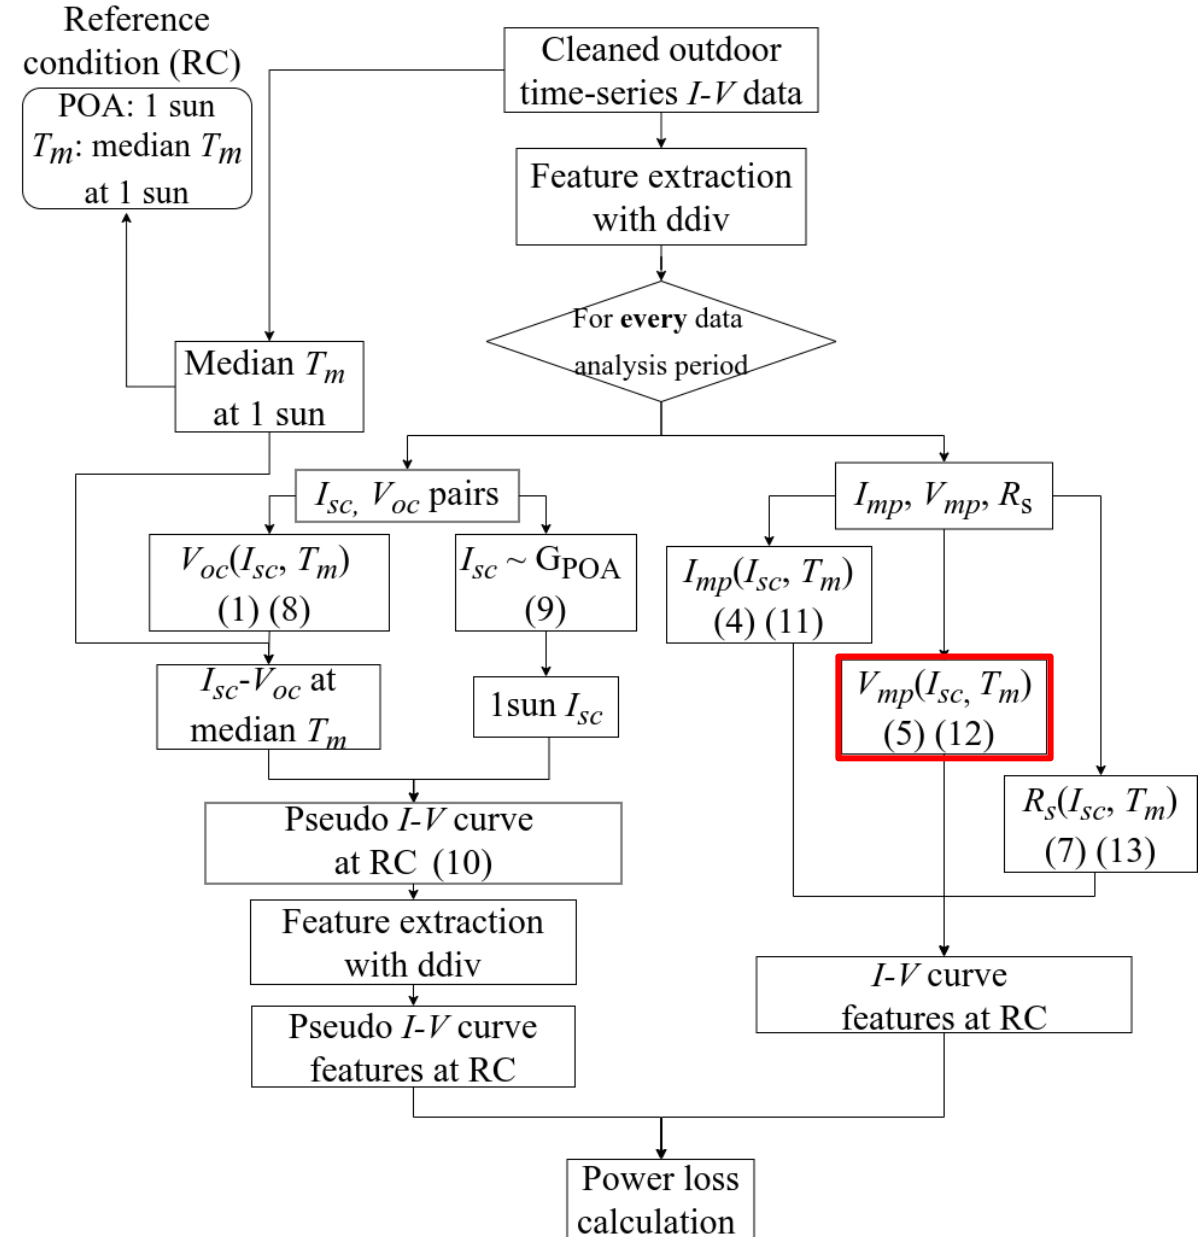 Reference
condition (RC)
POA: 1 sun
Tm: median Tm
at 1 sun
Cleaned outdoor
time-series I-V data
Feature extraction
with ddiv
For every data
analysis period
Median Tm
at 1 sun
Isc, Voc pairs
Imp, Vmp, Rs
Voc(Isc, Tm)
(1) (8)
Isc ~ GPOA
(9)
Imp(Isc, Tm)
(4) (11)
Vmp(Isc, Tm)
(5) (12)
Rs(Isc, Tm)
(7) (13)
Isc-Voc at
median Tm
1sun Isc
Pseudo I-V curve
at RC (10)
Feature extraction
with ddiv
Pseudo I-V curve
features at RC
I-V curve
features at RC
Power loss
calculation